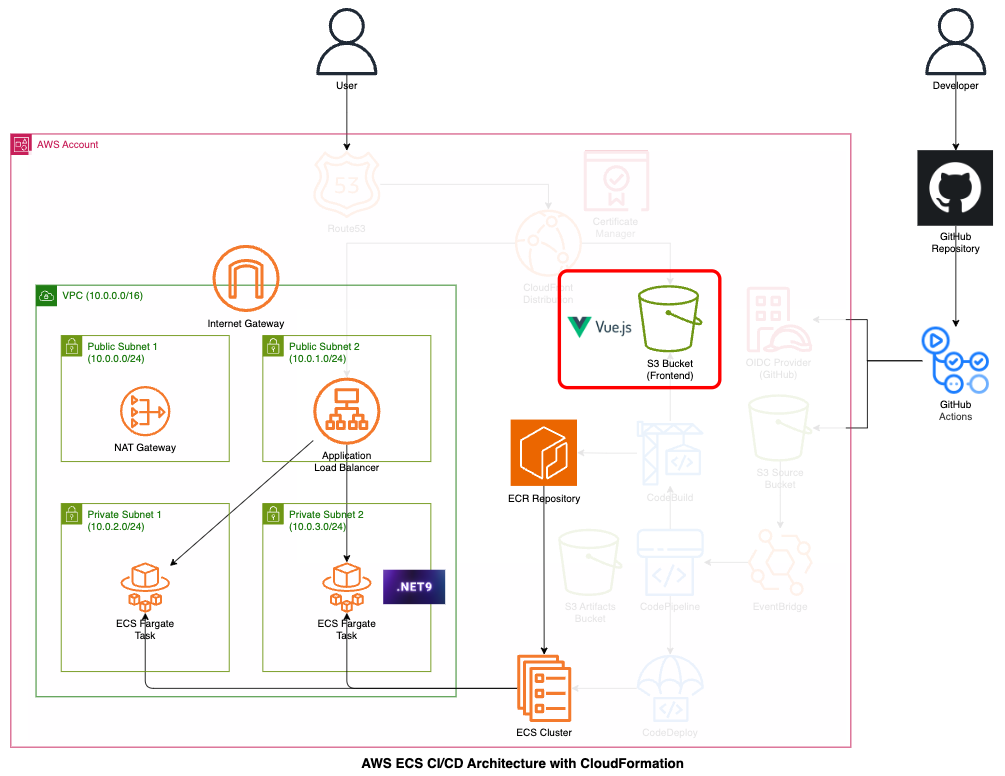 User
Developer
AWS Account
53
Route53
Certificate
Manager
GitHub
Repository
CloudFront
Distribution
VPC (10.0.0.0/16)
Internet Gateway
Vue.js
S3 Bucket
(Frontend)
OIDC Provider
(GitHub)
GitHub
Actions
Public Subnet 1
(10.0.0.0/24)
Public Subnet 2
(10.0.1.0/24)
NAT Gateway
Application
Load Balancer
ECR Repository
CodeBuild
S3 Source
Bucket
Private Subnet 1
(10.0.2.0/24)
Private Subnet 2
(10.0.3.0/24)
.NET9
ECS Fargate
Task
ECS Fargate
Task
S3 Artifacts
Bucket
CodePipeline
EventBridge
ECS Cluster
CodeDeploy
AWS ECS CI/CD Architecture with CloudFormation